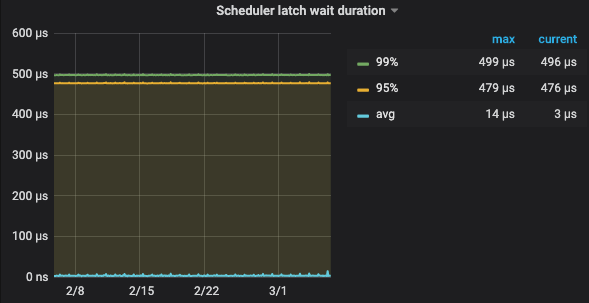 Scheduler latch wait duration
600 μs
500 μs
400 μs
300 μs
200 μs
100 μs
0 ns
2/8 2/15 2/22 3/1
max current
99% 499 μs 496 μs
95% 479 μs 476 μs
avg 14 μs 3 μs